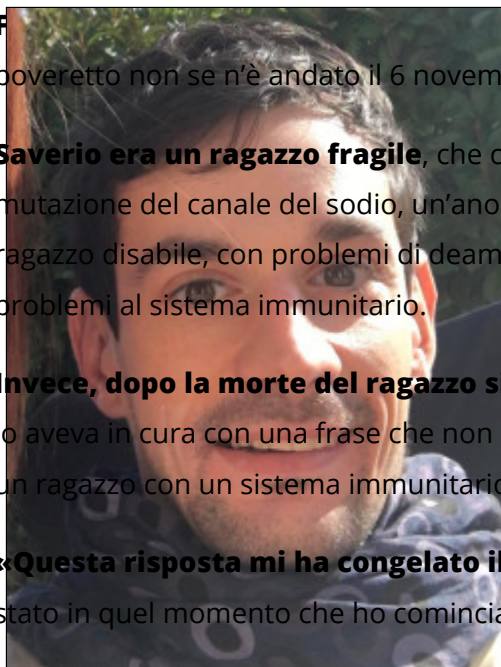 poveretto non se n’è andato il 6 novem
Saverio era un ragazzo fragile, che
mutazione del canale del sodio, un’ano
ragazzo disabile, con problemi di deam
problemi al sistema immunitario.
Invece, dopo la morte del ragazzo s
lo aveva in cura con una frase che non
un ragazzo con un sistema immunitario
«Questa risposta mi ha congelato il
stato in quel momento che ho comincia